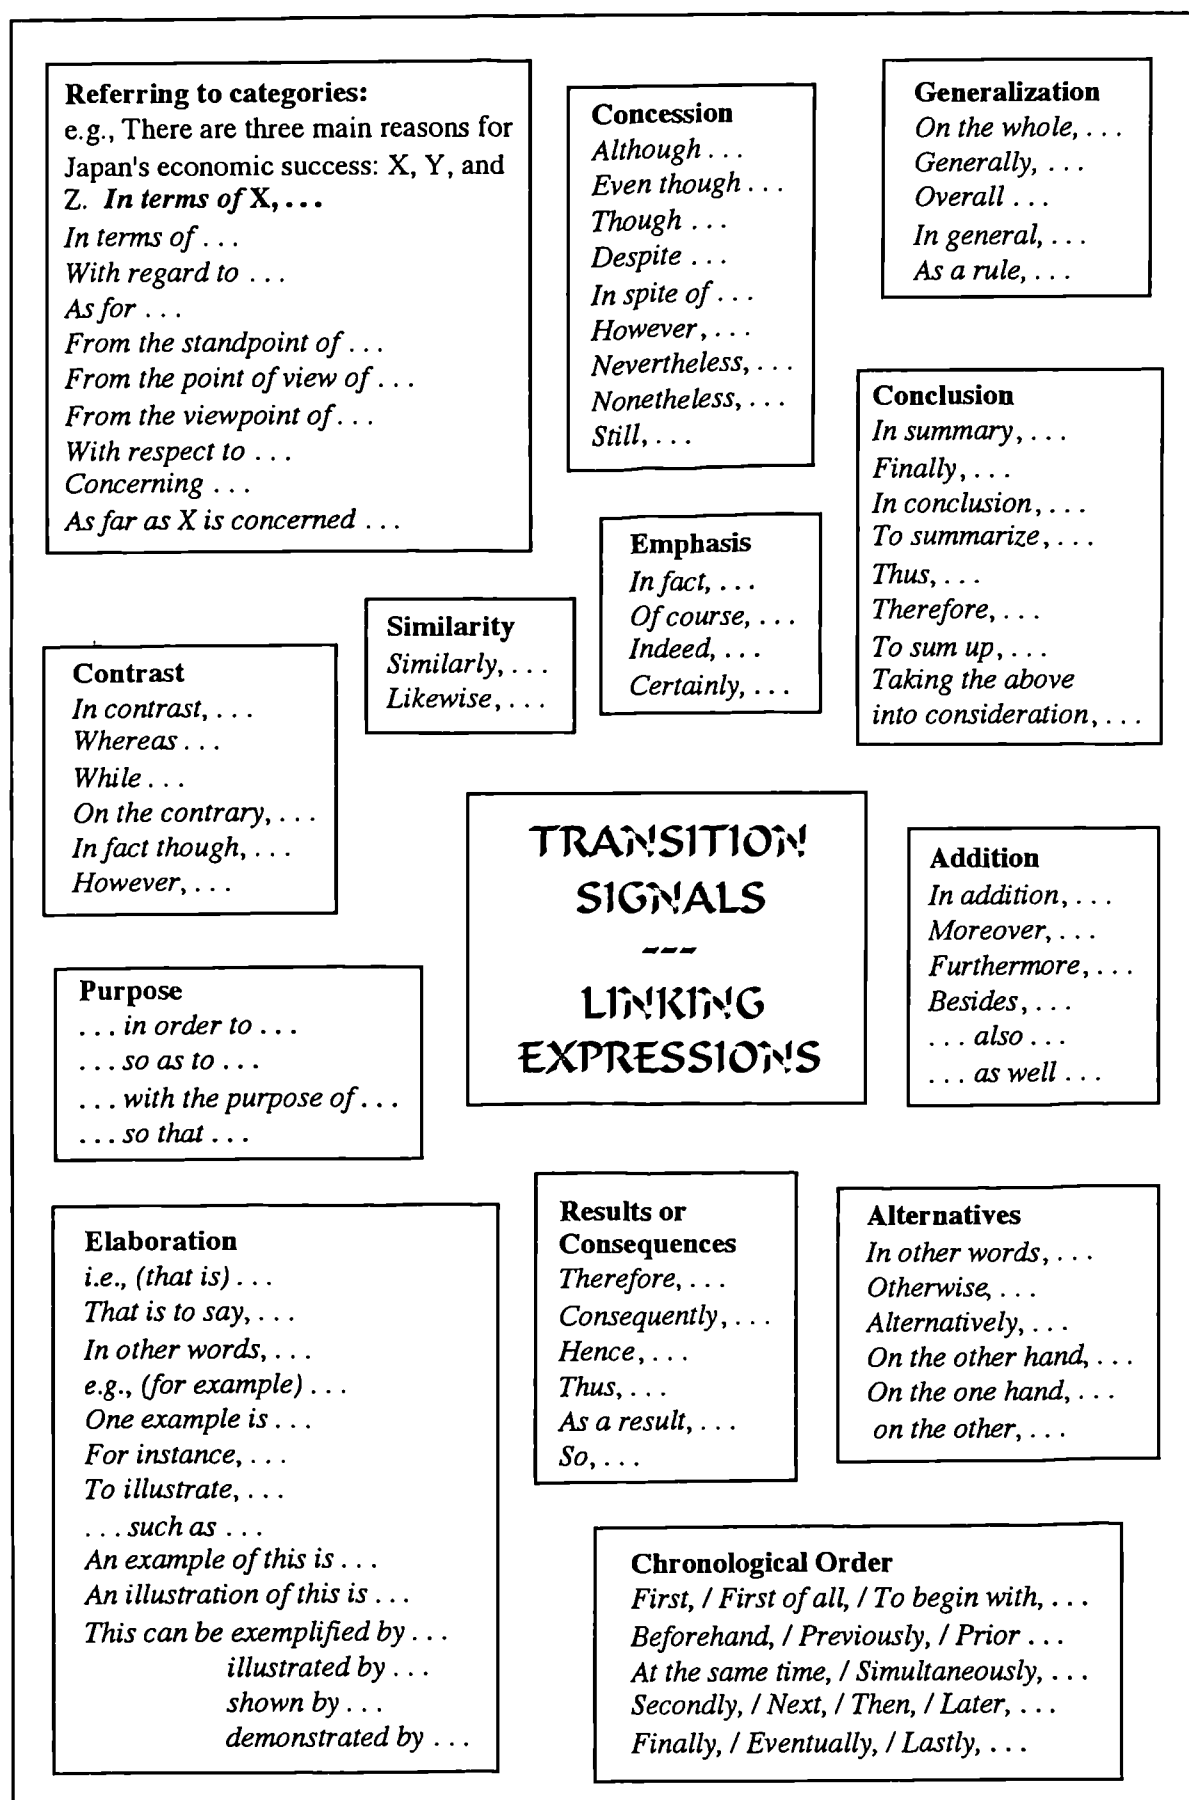 Referring to categories:
e.g., There are three main reasons for
Japan's economic success: X, Y, and
Z. In terms of X, . . .
In terms of . . .
With regard to . . .
As for . . .
From the standpoint of . . .
From the point of view of . . .
From the viewpoint of . . .
With respect to . . .
Concerning . . .
As far as X is concerned . . .
Concession
Although . . .
Even though . . .
Though . . .
Despite . . .
In spite of . . .
However, . . .
Nevertheless, . . .
Nonetheless, . . .
Still, . . .
Generalization
On the whole, . . .
Generally, . . .
Overall . . .
In general, . . .
As a rule, . . .
Conclusion
In summary, . . .
Finally, . . .
In conclusion, . . .
To summarize, . . .
Thus, . . .
Therefore, . . .
To sum up, . . .
Taking the above
into consideration, . . .
Emphasis
In fact, . . .
Of course, . . .
Indeed, . . .
Certainly, . . .
Similarity
Similarly, . . .
Likewise, . . .
Contrast
In contrast, . . .
Whereas . . .
While . . .
On the contrary, . . .
In fact though, . . .
However, . . .
TRANSITION
SIGNALS
---
LINKING
EXPRESSIONS
Addition
In addition, . . .
Moreover, . . .
Furthermore, . . .
Besides, . . .
. . . also . . .
. . . as well . . .
Purpose
. . . in order to . . .
. . . so as to . . .
. . . with the purpose of . . .
. . . so that . . .
Elaboration
i.e., (that is) . . .
That is to say, . . .
In other words, . . .
e.g., (for example) . . .
One example is . . .
For instance, . . .
To illustrate, . . .
. . . such as . . .
An example of this is . . .
An illustration of this is . . .
This can be exemplified by . . .
illustrated by . . .
shown by . . .
demonstrated by . . .
Results or
Consequences
Therefore, . . .
Consequently, . . .
Hence, . . .
Thus, . . .
As a result, . . .
So, . . .
Alternatives
In other words, . . .
Otherwise, . . .
Alternatively, . . .
On the other hand, . . .
On the one hand, . . .
on the other, . . .
Chronological Order
First, / First of all, / To begin with, . . .
Beforehand, / Previously, / Prior . . .
At the same time, / Simultaneously, . . .
Secondly, / Next, / Then, / Later, . . .
Finally, / Eventually, / Lastly, . . .